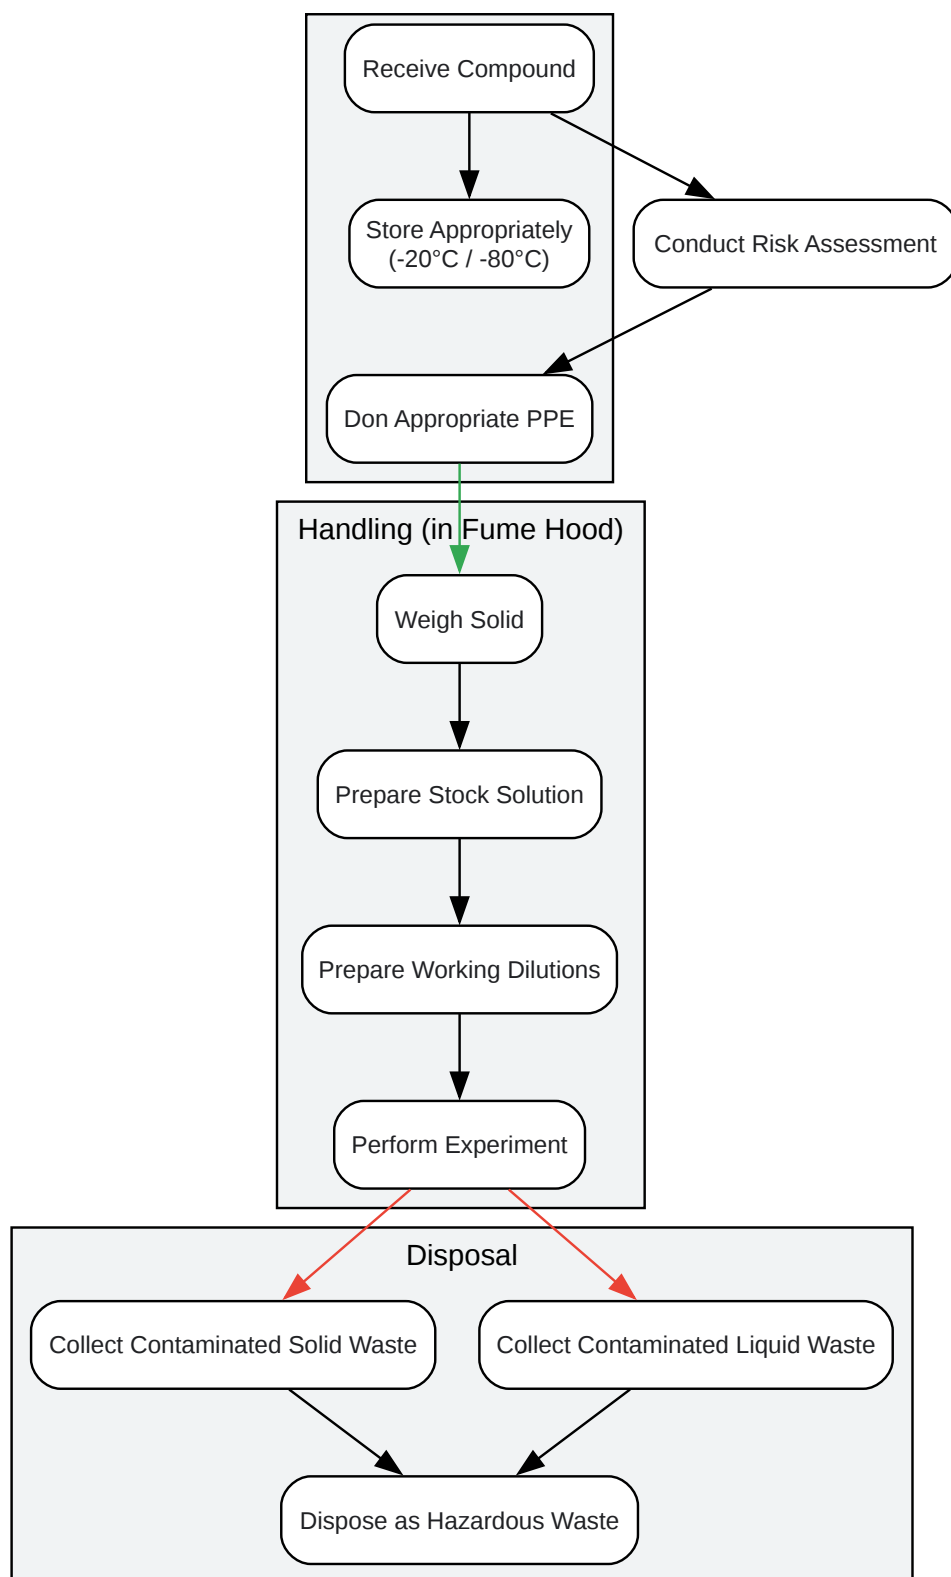 Receive Compound
Store Appropriately
(-20°C / -80°C)
Conduct Risk Assessment
Don Appropriate PPE
Handling (in Fume Hood)
Weigh Solid
Prepare Stock Solution
Prepare Working Dilutions
Perform Experiment
Disposal
Collect Contaminated Solid Waste
Collect Contaminated Liquid Waste
Dispose as Hazardous Waste